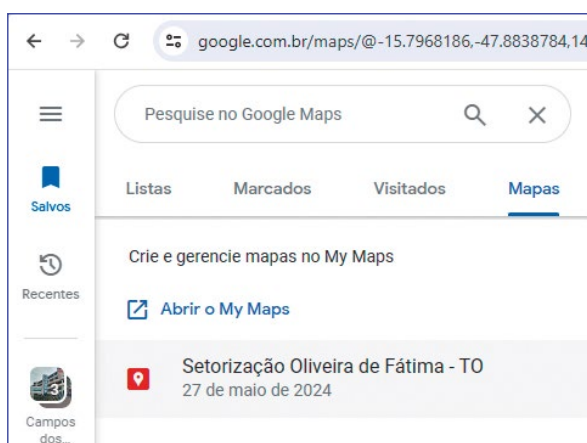 google.com.br/maps/@-15.7968186,-47.8838784,14
Pesquise no Google Maps
Listas Marcados Visitados Mapas
Salvos
Crie e gerencie mapas no My Maps
Recentes
Abrir o My Maps
Setorização Oliveira de Fátima - TO
27 de maio de 2024
3
Campos
dos...